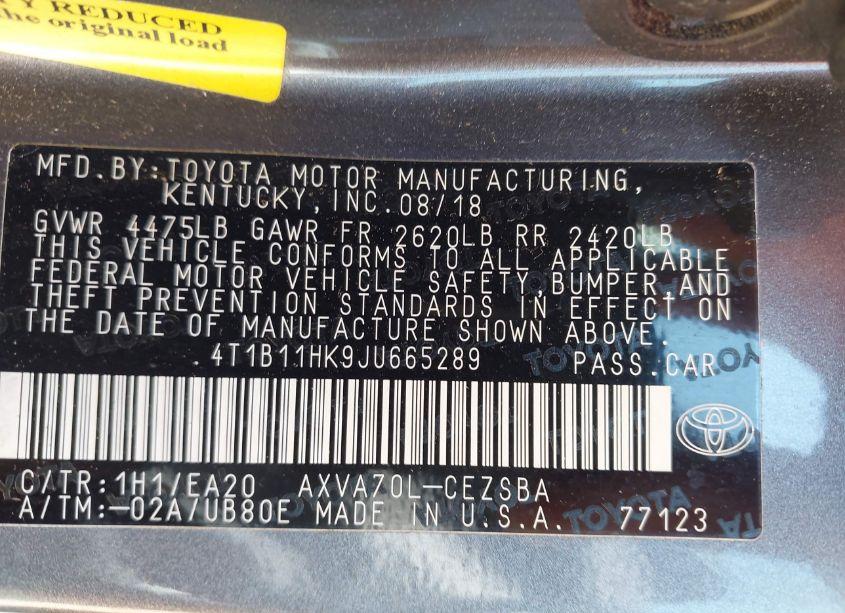 RY REDUCED
the original load
MFD.BY:TOYOTA MOTOR MANUFACTURING,
KENTUCKY,INC.08/18
GVWR 4475LB GAWR FR 2620LB RR 2420LB
THIS VEHICLE CONFORMS TO ALL APPLICABLE
FEDERAL MOTOR VEHICLE SAFETY,BUMPER,AND
THEFT PREVENTION STANDARDS IN EFFECT ON
THE DATE OF MANUFACTURE SHOWN ABOVE.
4T1B11HK9JU665289 PASS.CAR
C/TR:1H1/EA20 AXVA70L-CEZSBA
A/TM:-02A/UB80E MADE IN U.S.A. 77123